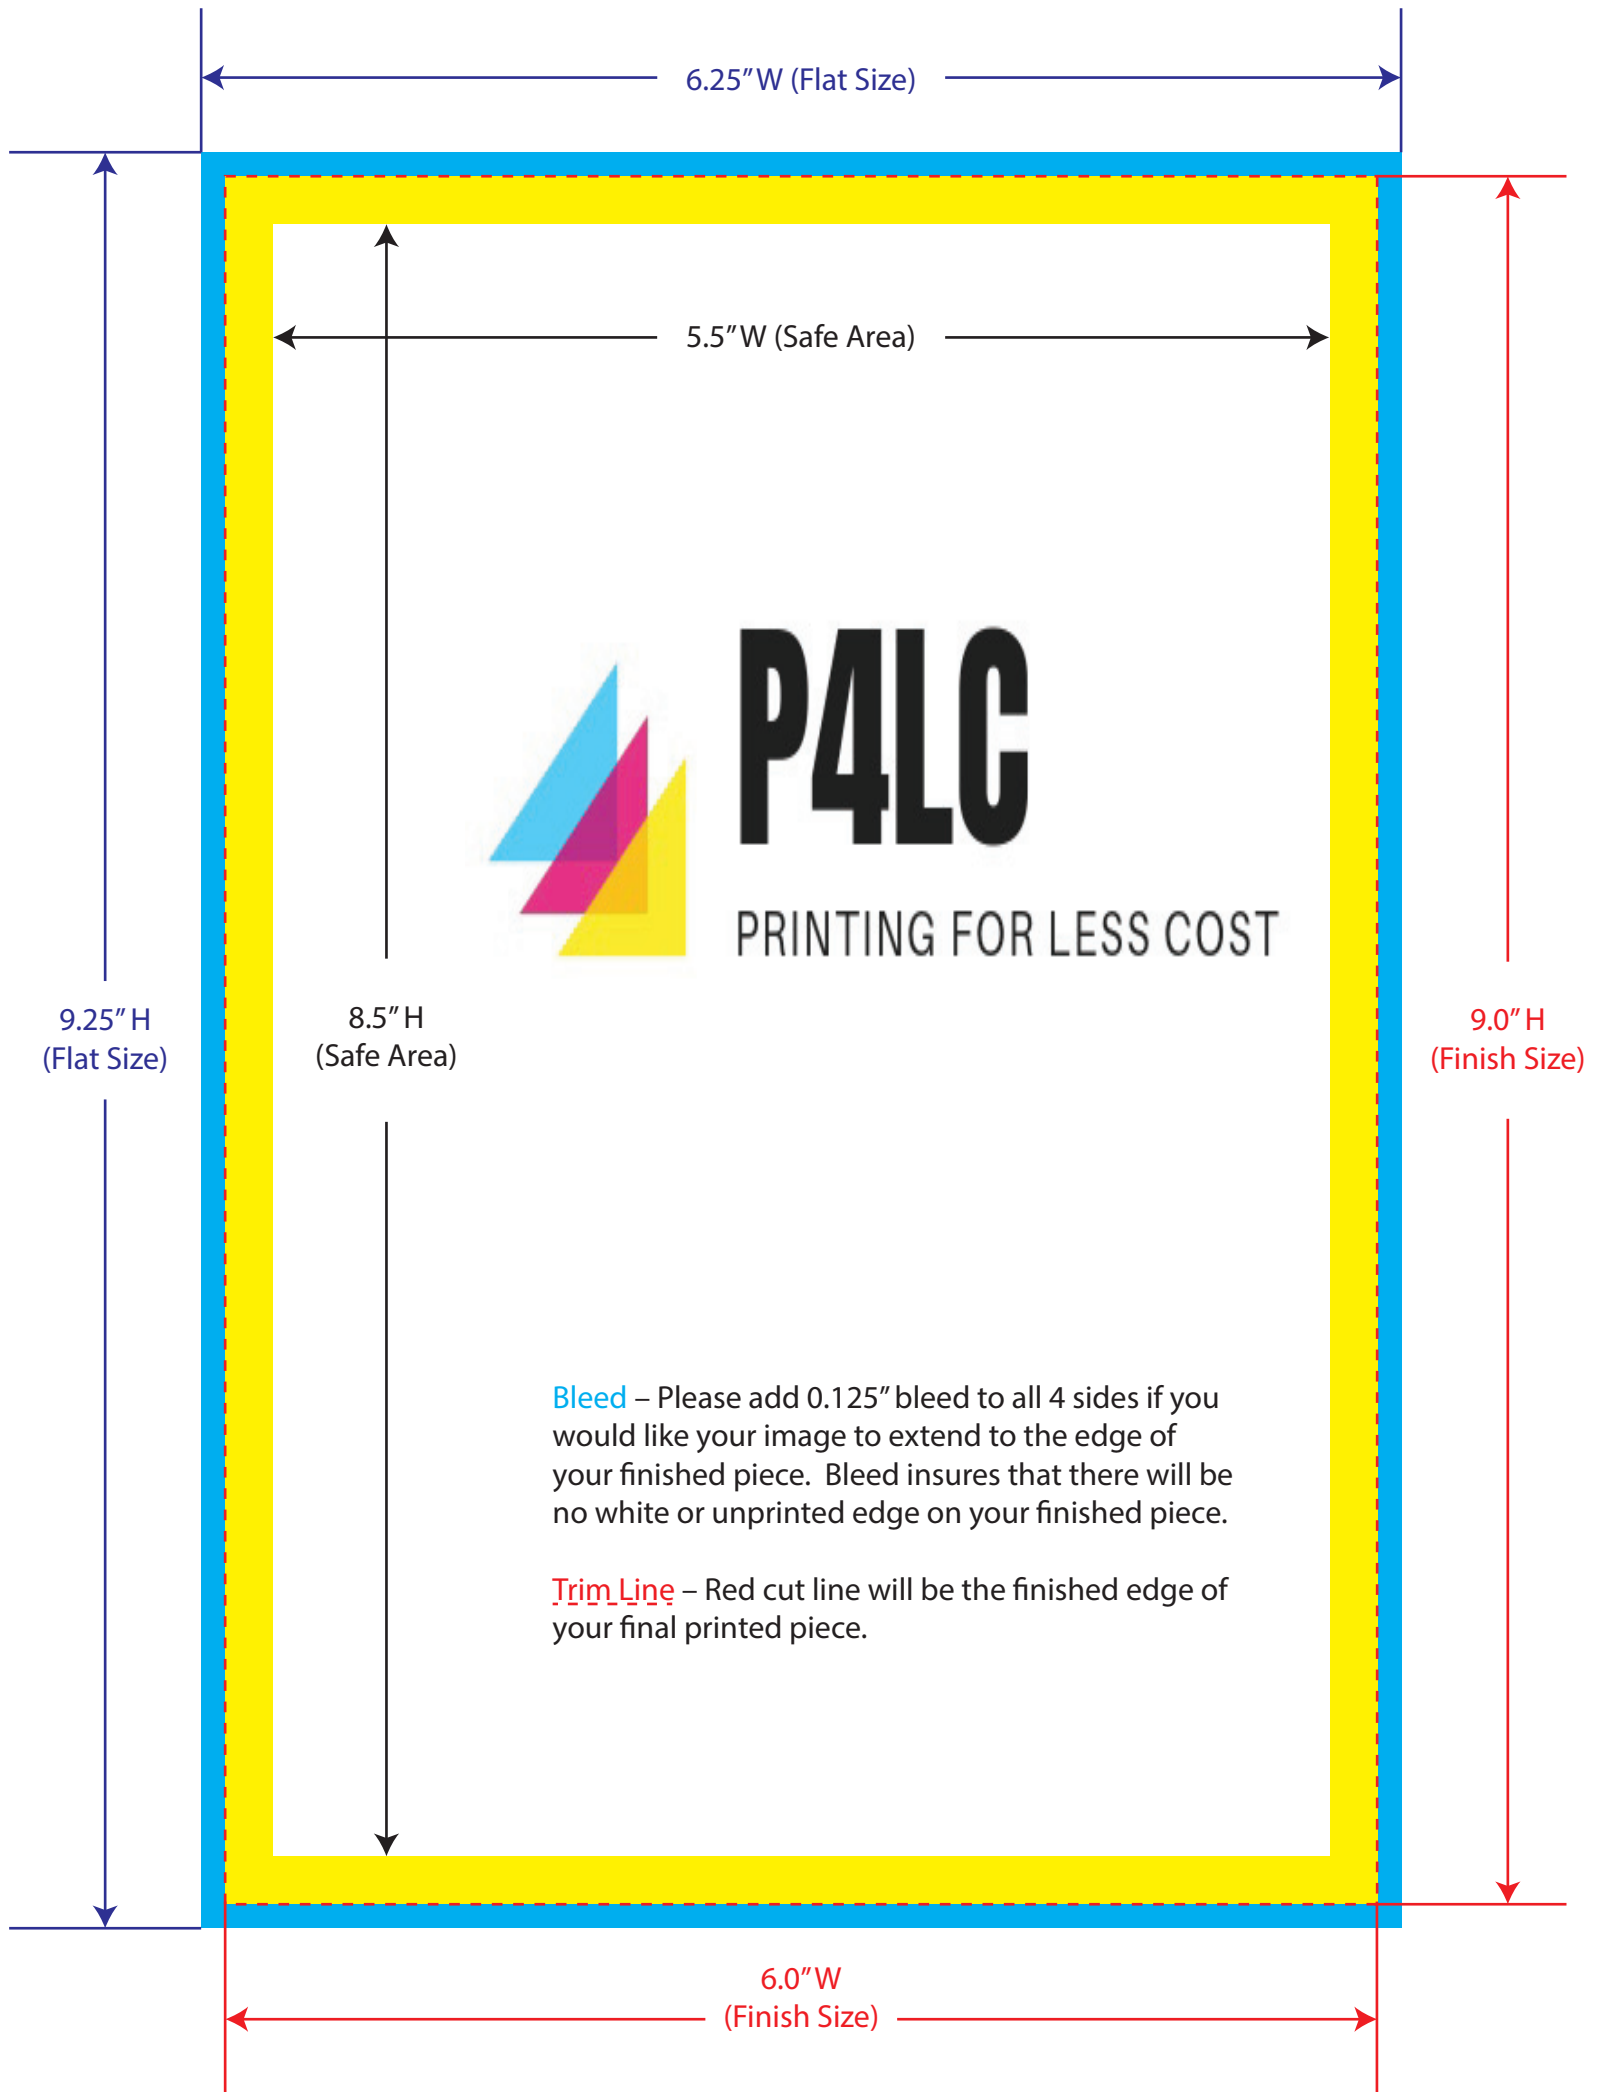 6.25" W (Flat Size)
5.5" W (Safe Area)
P4LC
PRINTING FOR LESS COST
9.25" H
(Flat Size)
8.5" H
(Safe Area)
9.0" H
(Finish Size)
Bleed – Please add 0.125" bleed to all 4 sides if you
would like your image to extend to the edge of
your finished piece.  Bleed insures that there will be
no white or unprinted edge on your finished piece.
Trim Line – Red cut line will be the finished edge of
your final printed piece.
6.0" W
(Finish Size)